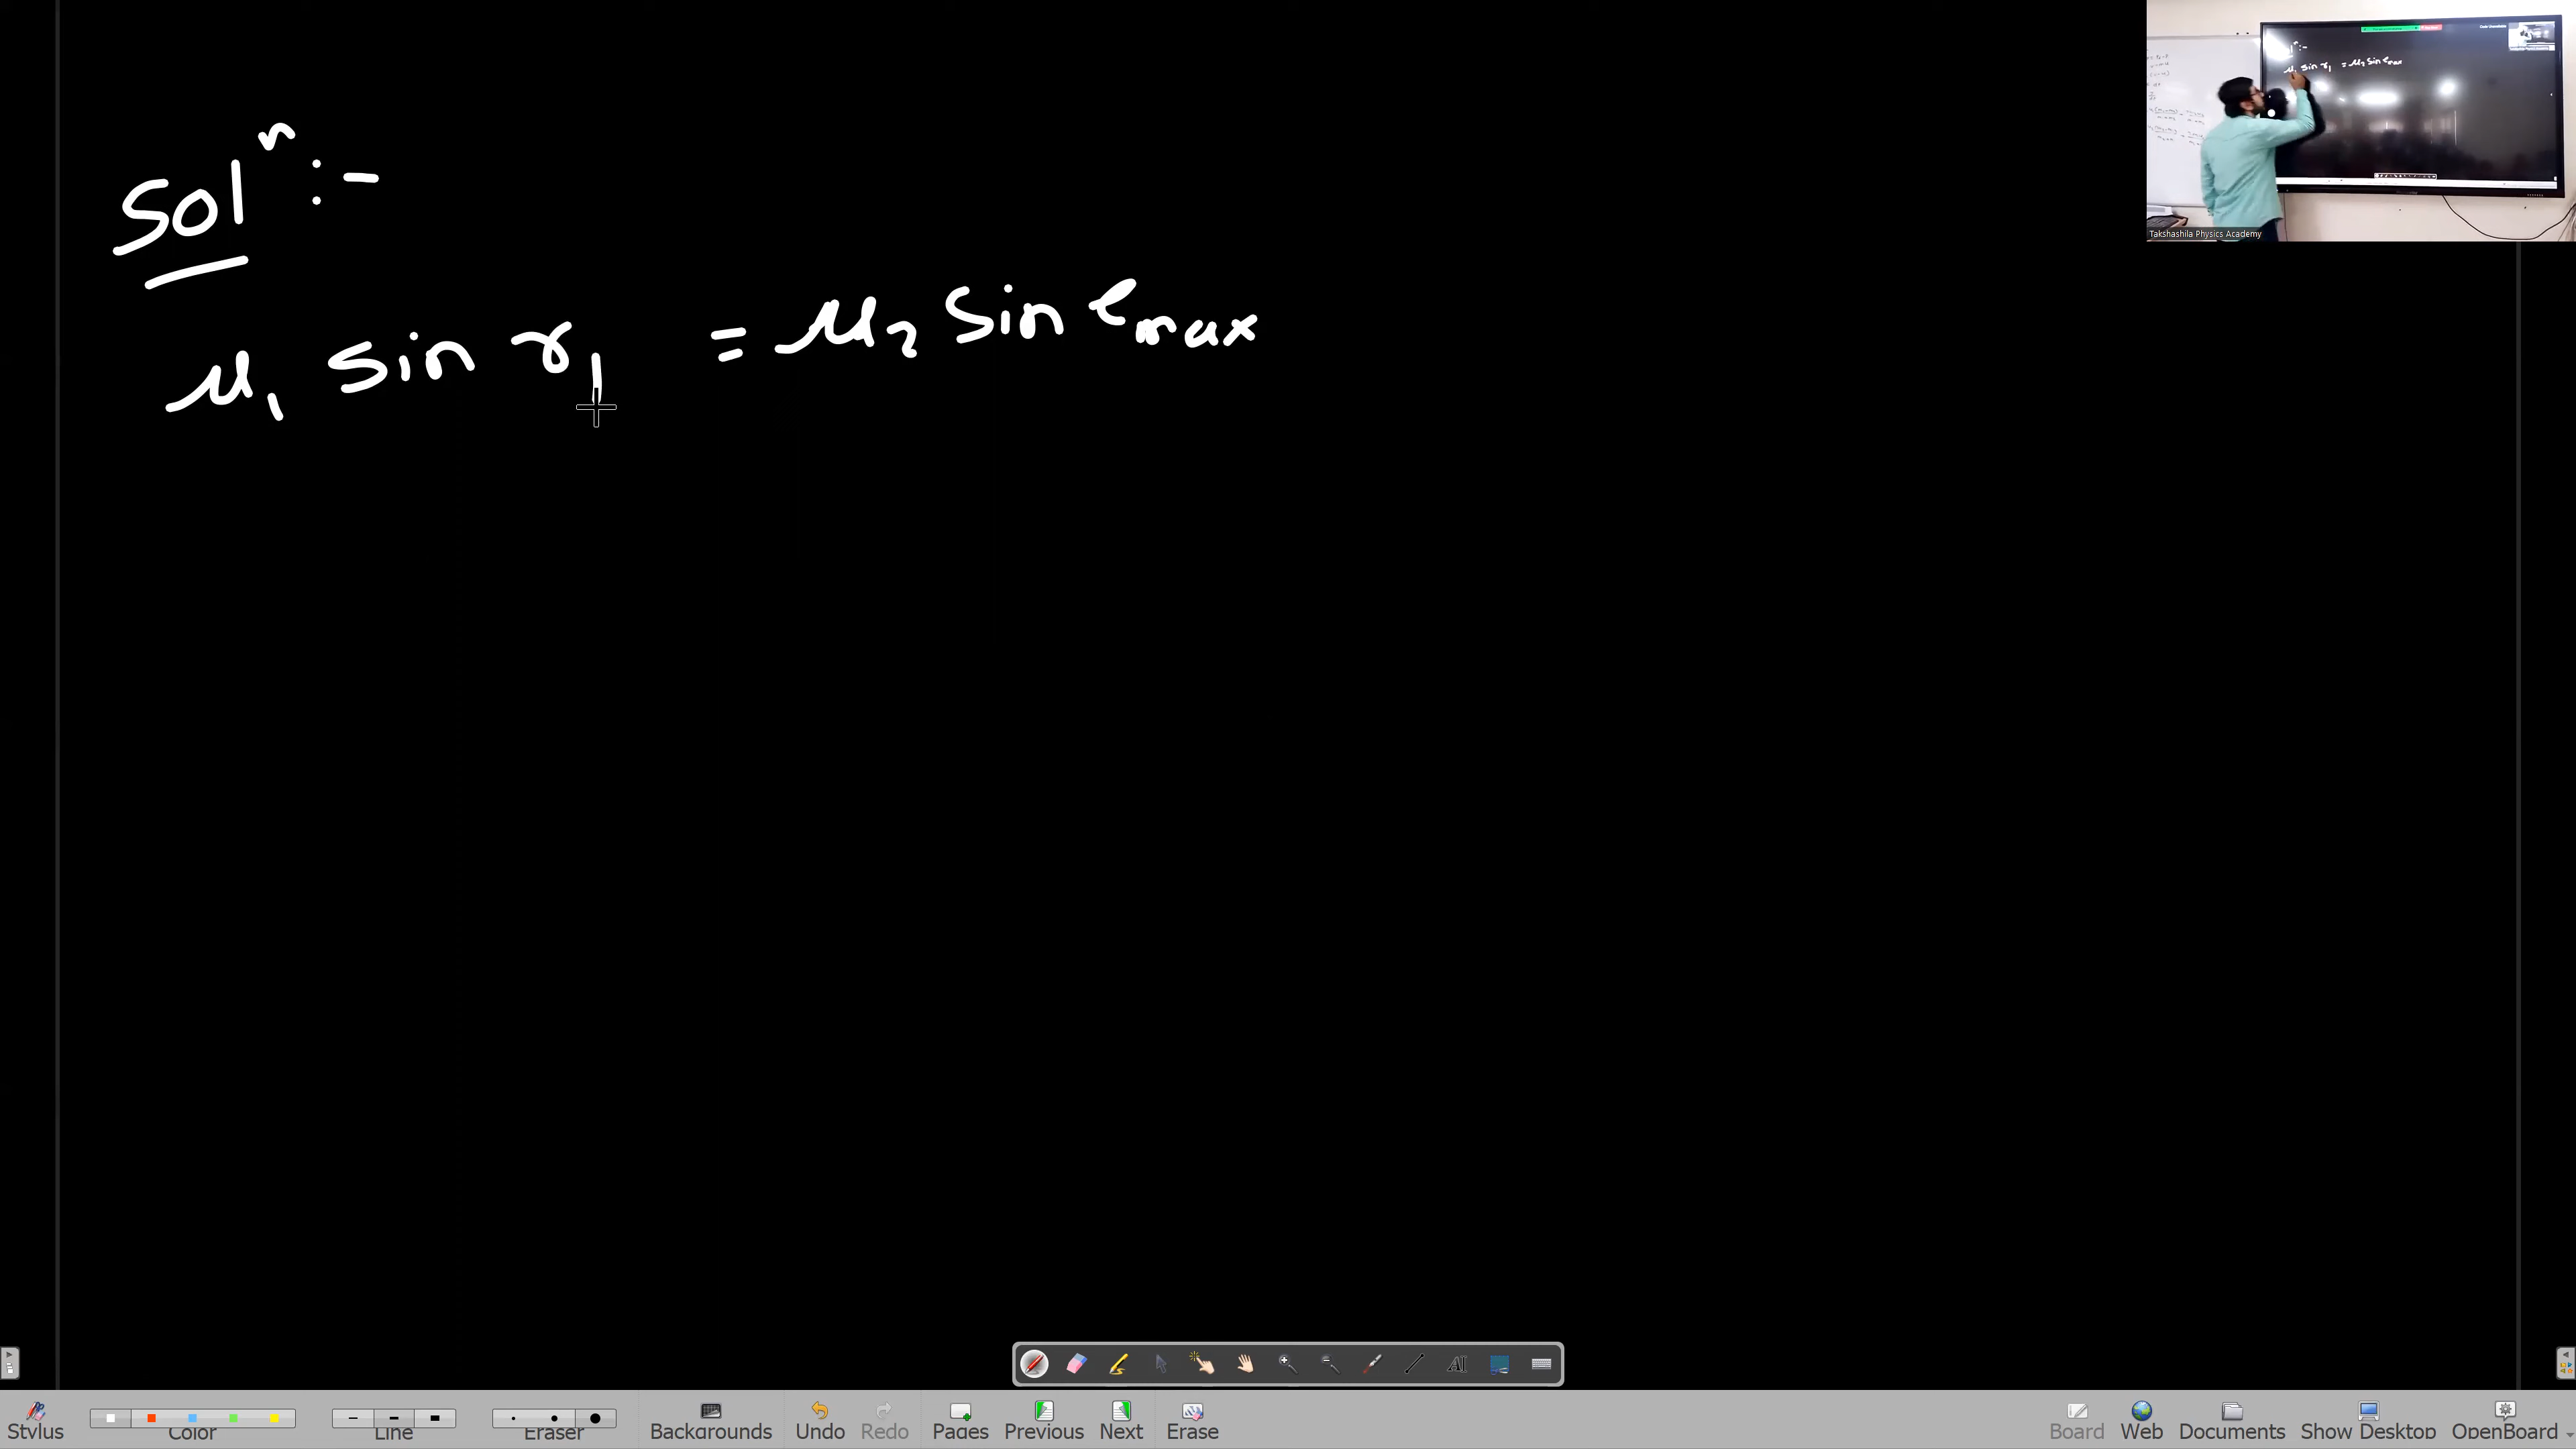 Solⁿ :-
μ₁ sin r₁ = μ₂ sin eₘₐₓ
Takshashila Physics Academy
Stylus Color Line Eraser Backgrounds Undo Redo Pages Previous Next Erase Board Web Documents Show Desktop OpenBoard